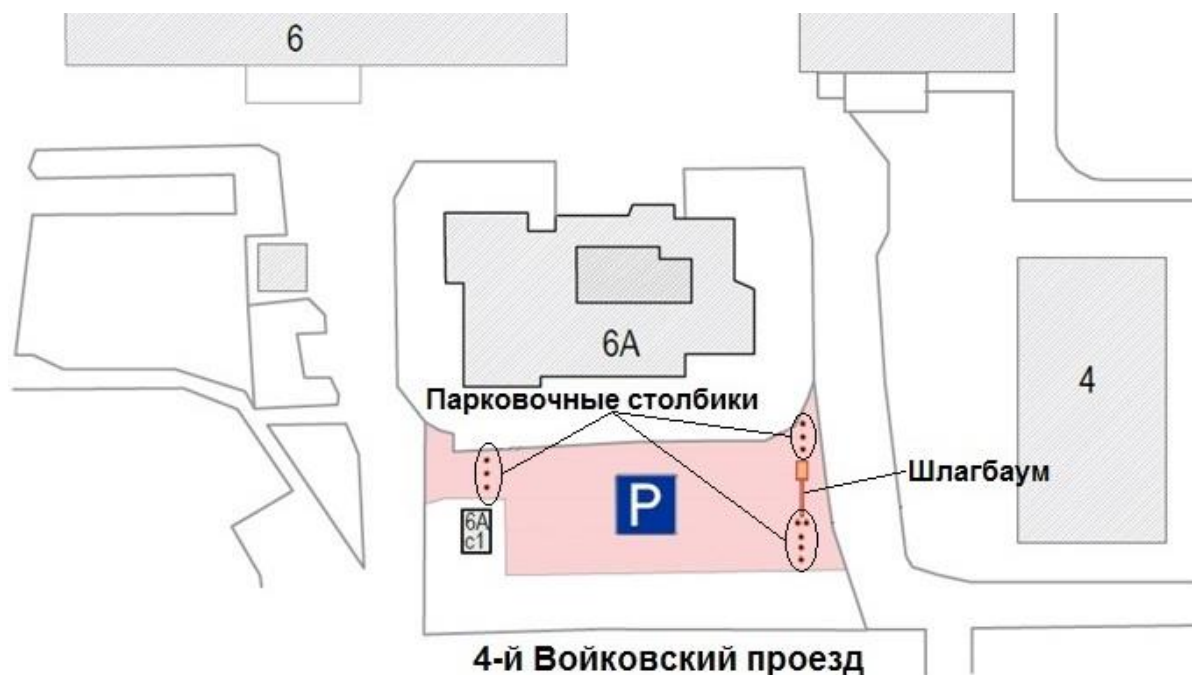 6
6А
4
Парковочные столбики
Шлагбаум
P
6А
с1
4-й Войковский проезд